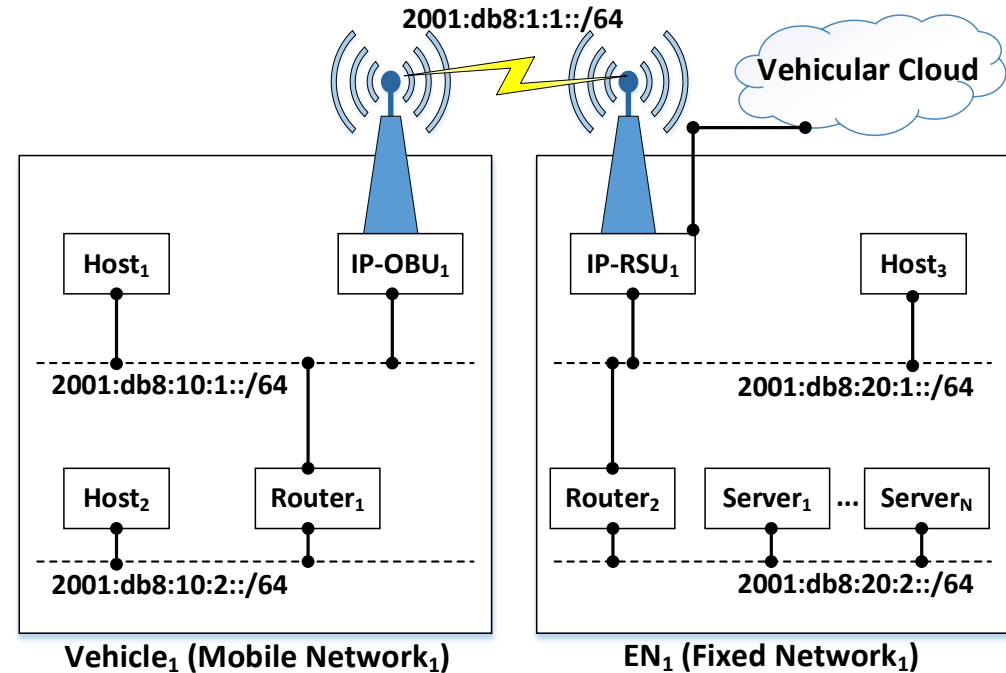 2001:db8:1:1::/64
Vehicular Cloud
Host₁
IP-OBU₁
IP-RSU₁
Host₃
2001:db8:10:1::/64
2001:db8:20:1::/64
Host₂
Router₁
Router₂
Server₁
...
Server_N
2001:db8:10:2::/64
2001:db8:20:2::/64
Vehicle₁ (Mobile Network₁)
EN₁ (Fixed Network₁)